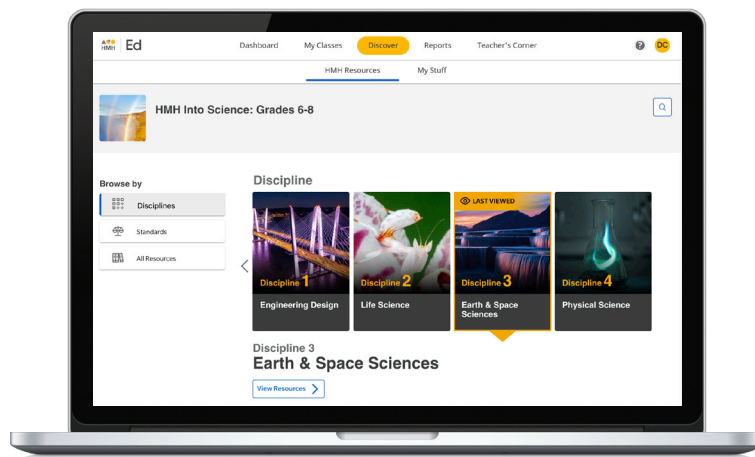 HMH Ed
Dashboard My Classes Discover Reports Teacher's Corner ? DC
HMH Resources My Stuff
HMH Into Science: Grades 6-8
Browse by
Disciplines
Standards
All Resources
Discipline
LAST VIEWED
Discipline 1 Discipline 2 Discipline 3 Discipline 4
Engineering Design Life Science Earth & Space Physical Science
Sciences
Discipline 3
Earth & Space Sciences
View Resources